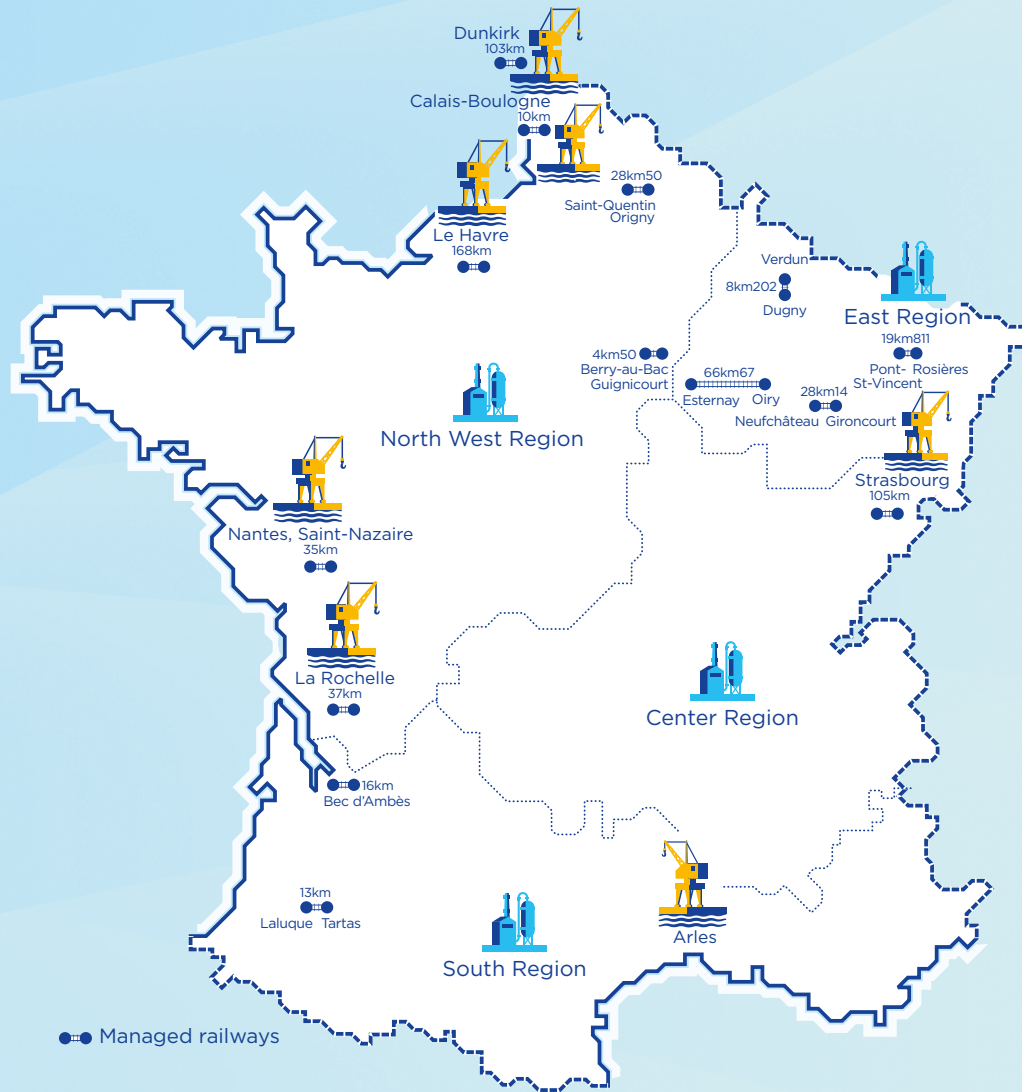 Dunkirk
103km
Calais-Boulogne
10km
28km50
Saint-Quentin
Origny
Le Havre
168km
Verdun
8km202
Dugny
East Region
19km811
Pont- Rosières
St-Vincent
4km50
Berry-au-Bac
Guignicourt
66km67
Esternay Oiry
28km14
Neufchâteau Gironcourt
North West Region
Strasbourg
105km
Nantes, Saint-Nazaire
35km
La Rochelle
37km
Center Region
16km
Bec d'Ambès
13km
Laluque Tartas
Arles
South Region
Managed railways